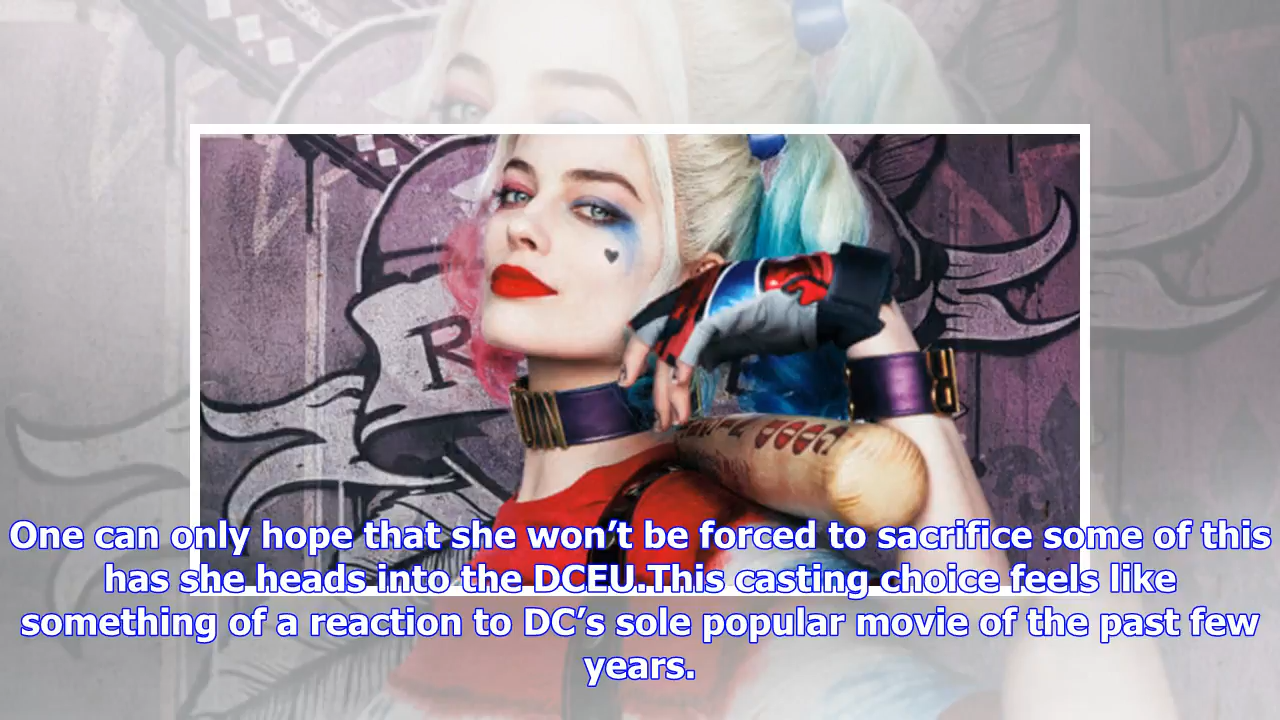 One can only hope that she won’t be forced to sacrifice some of this
has she heads into the DCEU.This casting choice feels like
something of a reaction to DC’s sole popular movie of the past few
years.